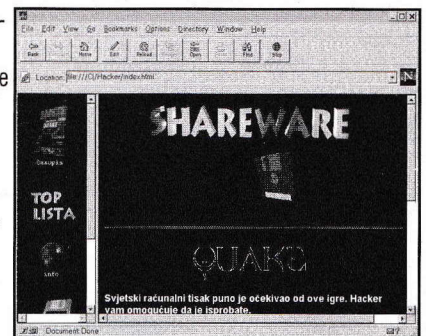 File Edit View Go Bookmarks Options Directory Window Help
Back Home Edit Reload Open Find Stop
Location: file:///C|/Hacker/index.html
SHAREWARE
Casopis
TOP
LISTA
info
QUAKE
Svjetski računalni tisak puno je očekivao od ove igre. Hacker
vam omogućuje da je isprobate.
Document Done